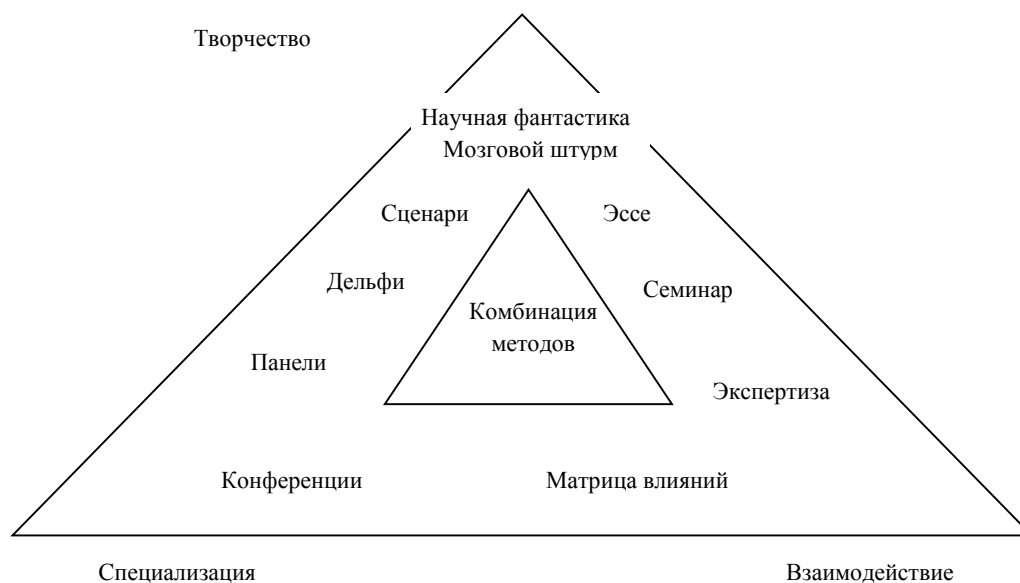 Творчество
Научная фантастика
Мозговой штурм
Сценари
Эссе
Дельфи
Семинар
Комбинация
методов
Панели
Экспертиза
Конференции
Матрица влияний
Специализация
Взаимодействие